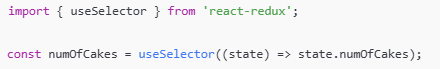 import { useSelector } from 'react-redux';
const numOfCakes = useSelector((state) => state.numOfCakes);